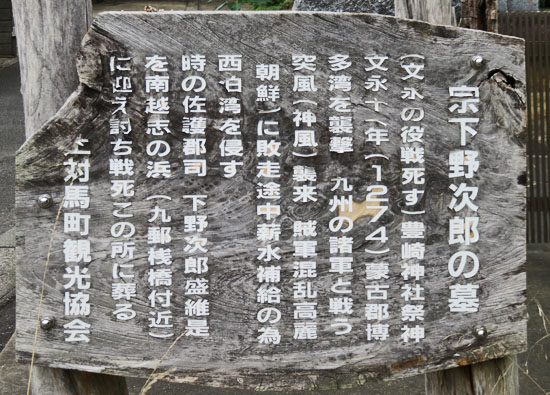 宗下野次郎の墓
(文永の役戦死す)豊崎神社祭神
文永十一年(1274)蒙古郡博
多湾を襲撃 九州の諸軍と戦う
突風(神風)襲来 賊軍混乱高麗
(朝鮮)に敗走途中薪水補給の為
西泊湾を侵す
時の佐護郡司 下野次郎盛維是
を南越志の浜(九郵桟橋付近)
に迎え討ち戦死この所に葬る
上対馬町観光協会